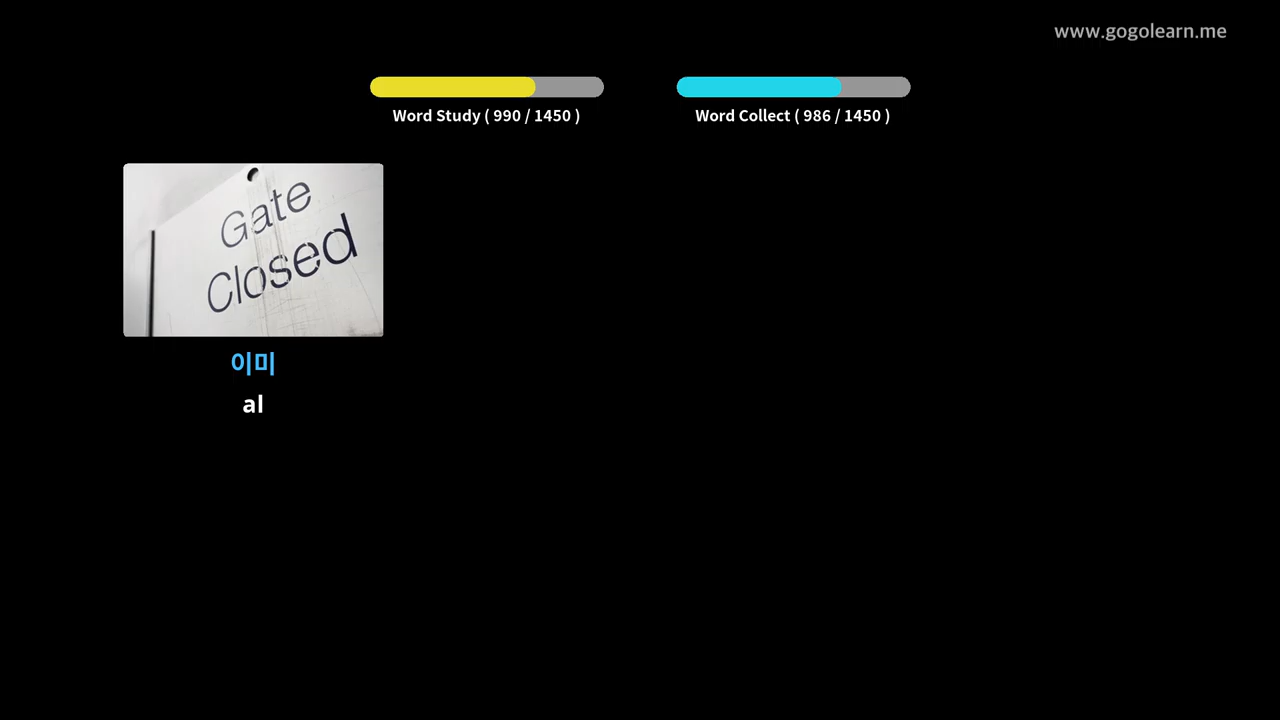 www.gogolearn.me
Word Study ( 990 / 1450 )
Word Collect ( 986 / 1450 )
Gate
Closed
이미
al